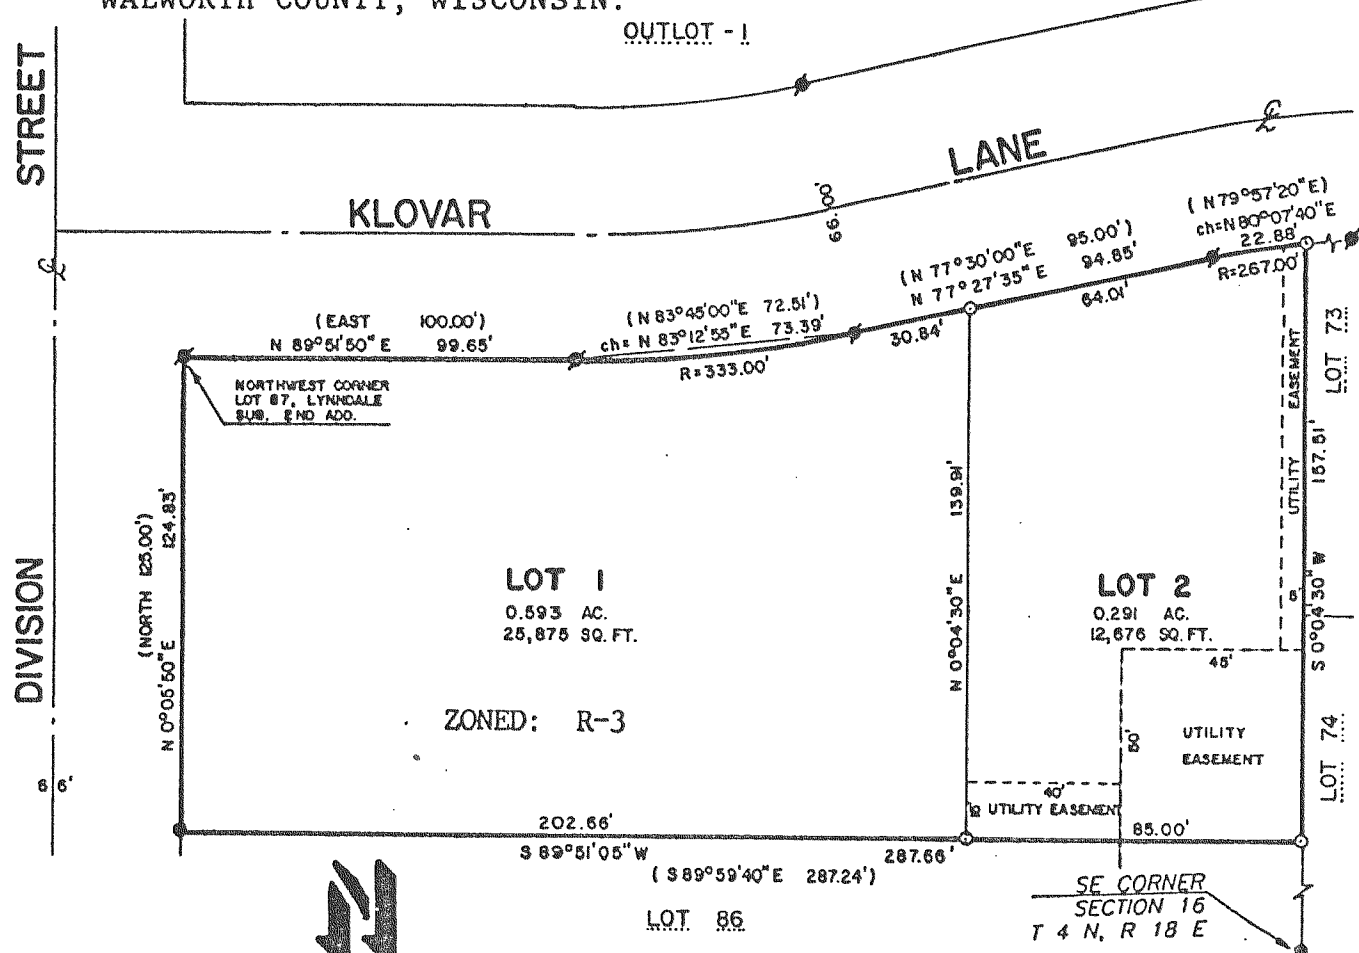 WALWORTH COUNTY, WISCONSIN.
OUTLOT - 1
STREET
KLOVAR
LANE
66.00'
(N79°57'20"E)
ch=N80°07'40"E
22.88'
R=267.00'
(N 77°30'00"E 95.00')
N 77°27'35"E 94.85'
64.01'
30.84'
(N 83°45'00"E 72.51')
ch= N 83°12'55"E 73.39'
R=333.00'
(EAST 100.00')
N 89°51'50"E 99.65'
NORTHWEST CORNER
LOT 87, LYNNDALE
SUB. 2ND ADD.
(NORTH 125.00')
N 0°05'50"E 124.83'
DIVISION
66'
LOT 1
0.593 AC.
25,875 SQ. FT.
ZONED: R-3
N 0°04'30"E 139.91'
LOT 2
0.291 AC.
12,676 SQ. FT.
UTILITY EASEMENT
S 0°04'30"W 157.51'
LOT 73
LOT 74
45'
50'
UTILITY
EASEMENT
40'
UTILITY EASEMENT
85.00'
202.66'
S 89°51'05"W 287.66'
(S89°59'40"E 287.24')
LOT 86
SE CORNER
SECTION 16
T 4 N, R 18 E